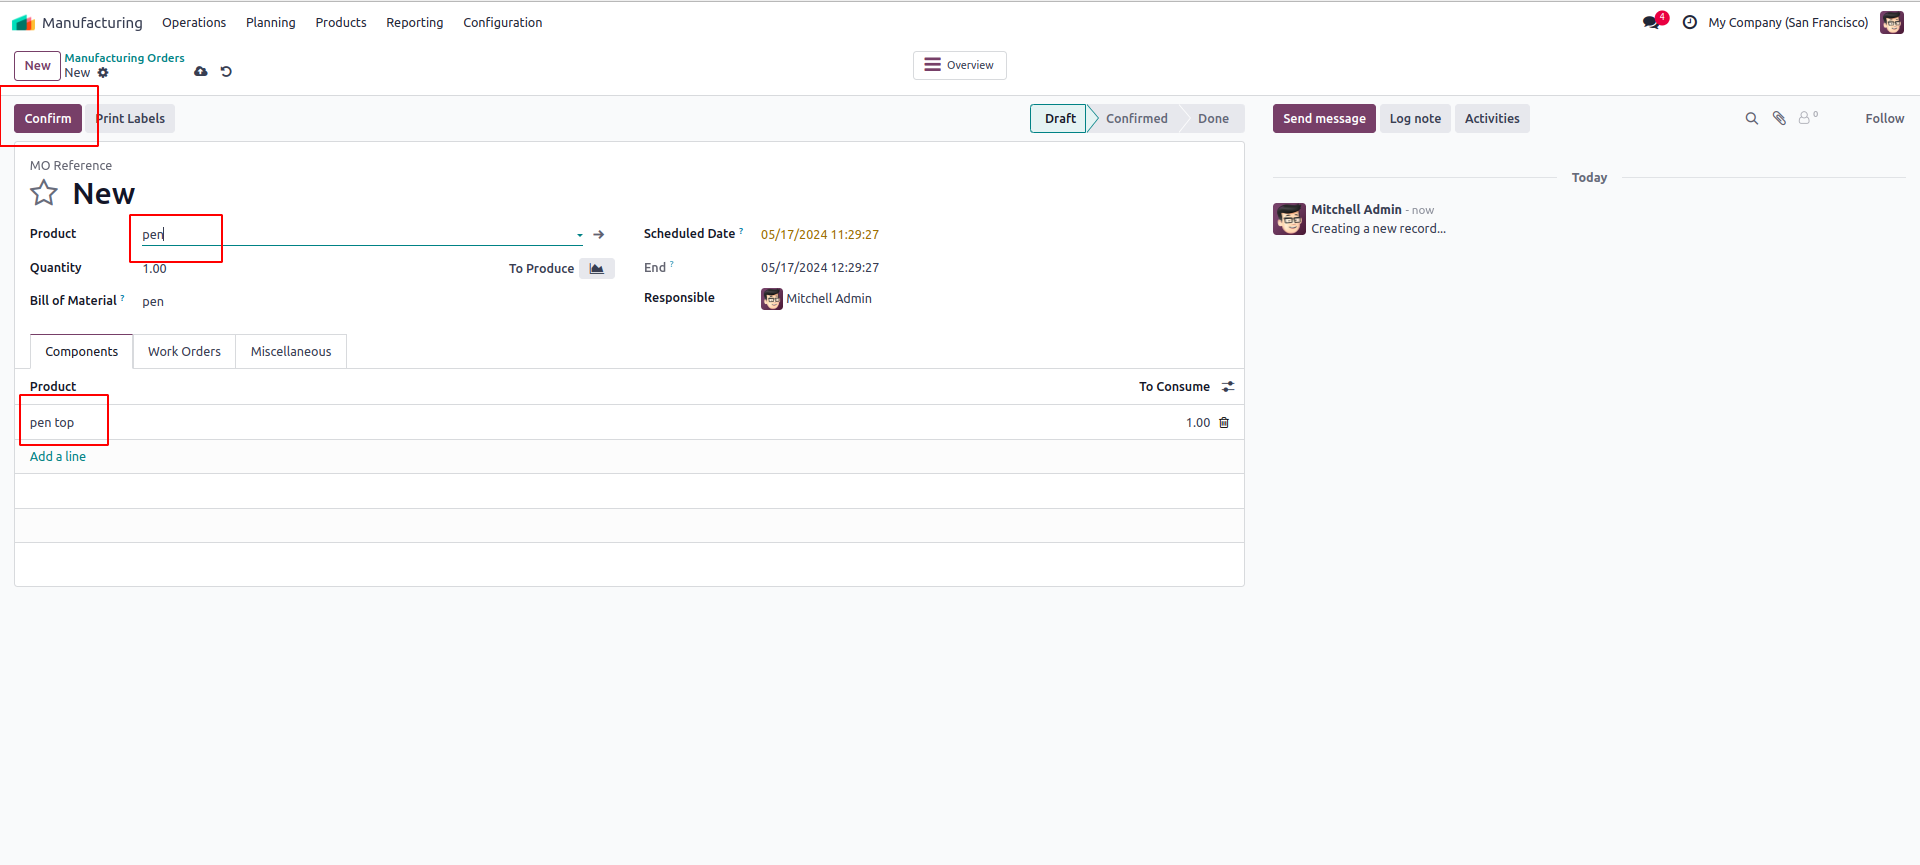 Manufacturing Operations Planning Products Reporting Configuration 4 My Company (San Francisco)
New Manufacturing Orders
New
Overview
Confirm Print Labels Draft Confirmed Done Send message Log note Activities 0 Follow
MO Reference
New
Today
Product pen Scheduled Date ? 05/17/2024 11:29:27
Mitchell Admin - now
Creating a new record...
Quantity 1.00 To Produce End ? 05/17/2024 12:29:27
Bill of Material ? pen Responsible Mitchell Admin
Components Work Orders Miscellaneous
Product To Consume
pen top 1.00
Add a line